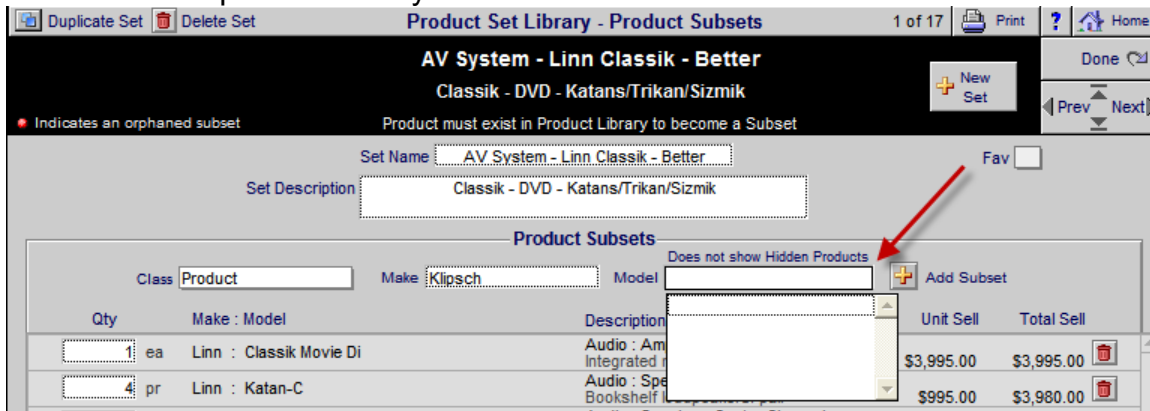 Duplicate Set Delete Set Product Set Library - Product Subsets 1 of 17 Print ? Home
AV System - Linn Classik - Better Done
Classik - DVD - Katans/Trikan/Sizmik New Set
Prev Next
Indicates an orphaned subset Product must exist in Product Library to become a Subset
Set Name AV System - Linn Classik - Better Fav
Set Description Classik - DVD - Katans/Trikan/Sizmik
Product Subsets
Does not show Hidden Products
Class Product Make Klipsch Model Add Subset
Qty Make : Model Description Unit Sell Total Sell
1 ea Linn : Classik Movie Di Audio : Am $3,995.00 $3,995.00
Integrated
4 pr Linn : Katan-C Audio : Spe $995.00 $3,980.00
Bookshelf